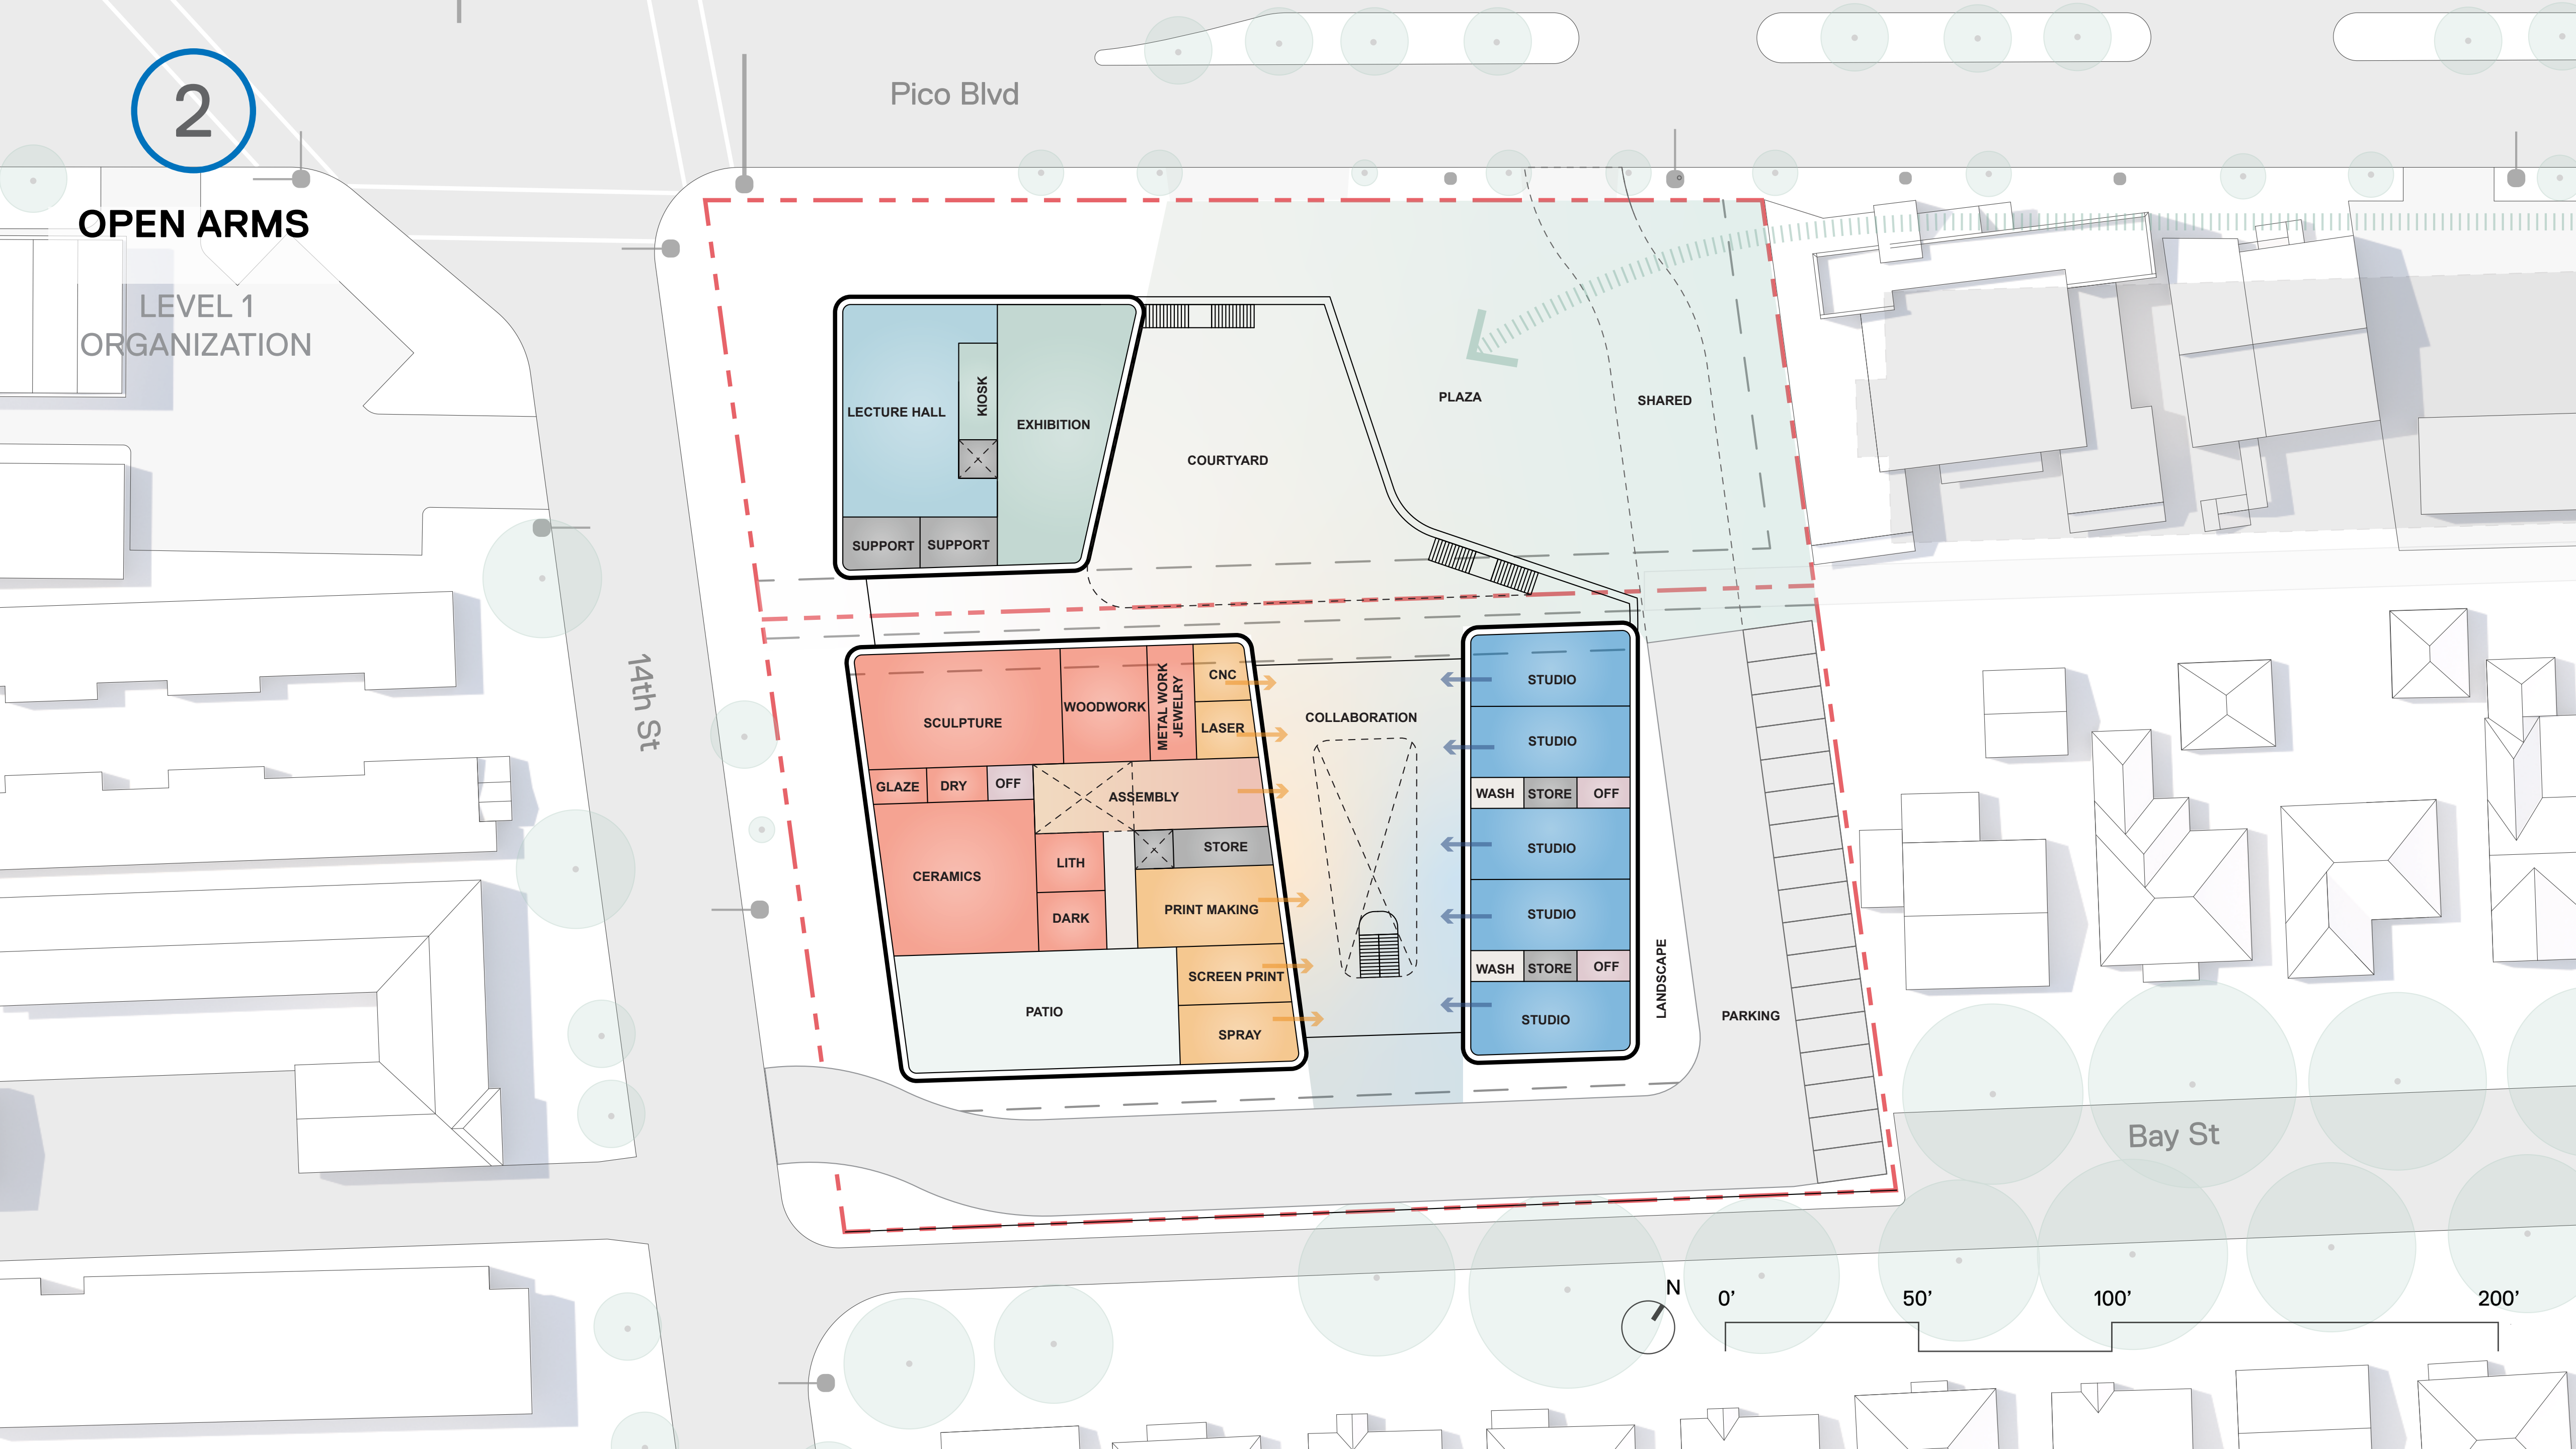 Pico Blvd
2
OPEN ARMS
LEVEL 1
ORGANIZATION
14th St
LECTURE HALL
KIOSK
EXHIBITION
SUPPORT
SUPPORT
COURTYARD
PLAZA
SHARED
SCULPTURE
WOODWORK
METAL WORK
JEWELRY
CNC
LASER
GLAZE
DRY
OFF
ASSEMBLY
CERAMICS
LITH
DARK
STORE
PRINT MAKING
SCREEN PRINT
SPRAY
PATIO
COLLABORATION
STUDIO
STUDIO
WASH
STORE
OFF
STUDIO
STUDIO
WASH
STORE
OFF
STUDIO
LANDSCAPE
PARKING
Bay St
N
0’
50’
100’
200’